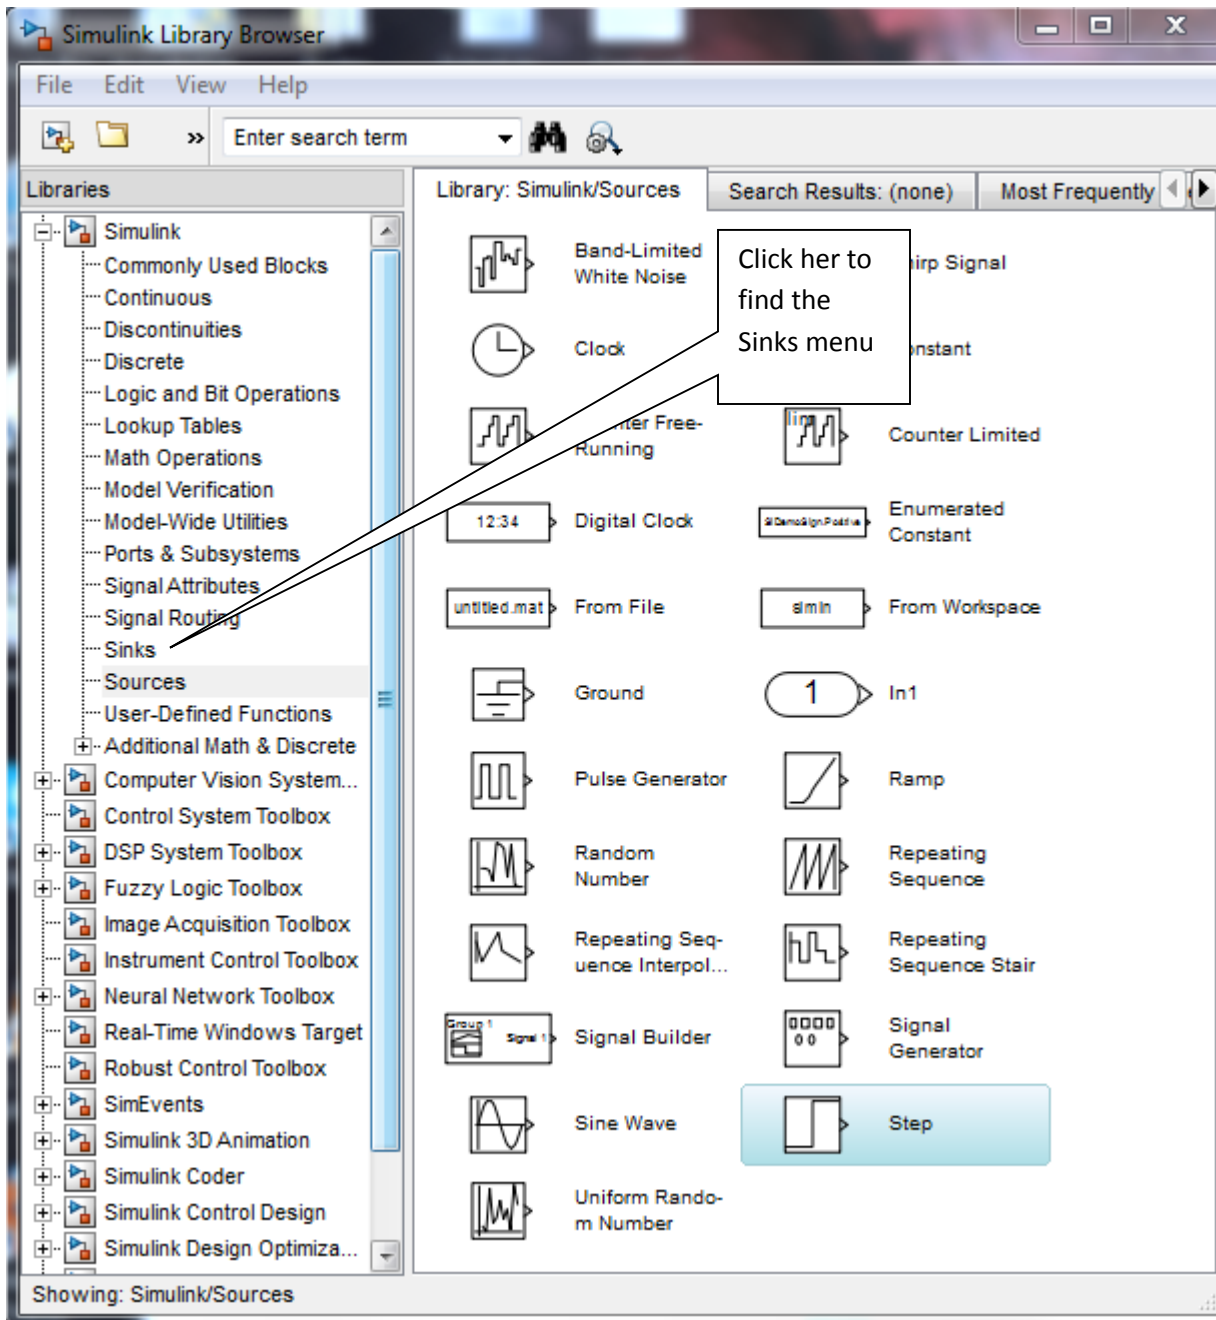 Simulink Library Browser
File Edit View Help
» Enter search term
Libraries
Library: Simulink/Sources
Search Results: (none)
Most Frequently
Simulink
Commonly Used Blocks
Continuous
Discontinuities
Discrete
Logic and Bit Operations
Lookup Tables
Math Operations
Model Verification
Model-Wide Utilities
Ports & Subsystems
Signal Attributes
Signal Routing
Sinks
Sources
User-Defined Functions
Additional Math & Discrete
Computer Vision System...
Control System Toolbox
DSP System Toolbox
Fuzzy Logic Toolbox
Image Acquisition Toolbox
Instrument Control Toolbox
Neural Network Toolbox
Real-Time Windows Target
Robust Control Toolbox
SimEvents
Simulink 3D Animation
Simulink Coder
Simulink Control Design
Simulink Design Optimiza...
Band-Limited
White Noise
Click her to
find the
Sinks menu
Signal
Clock
Free-
Running
lim
Counter Limited
12:34
Digital Clock
Enumerated
Constant
untitled.mat
From File
simin
From Workspace
Ground
1
In1
Pulse Generator
Ramp
Random
Number
Repeating
Sequence
Repeating Seq-
uence Interpol...
Repeating
Sequence Stair
Group 1
Signal 1
Signal Builder
Signal
Generator
Sine Wave
Step
Uniform Rando-
m Number
Showing: Simulink/Sources